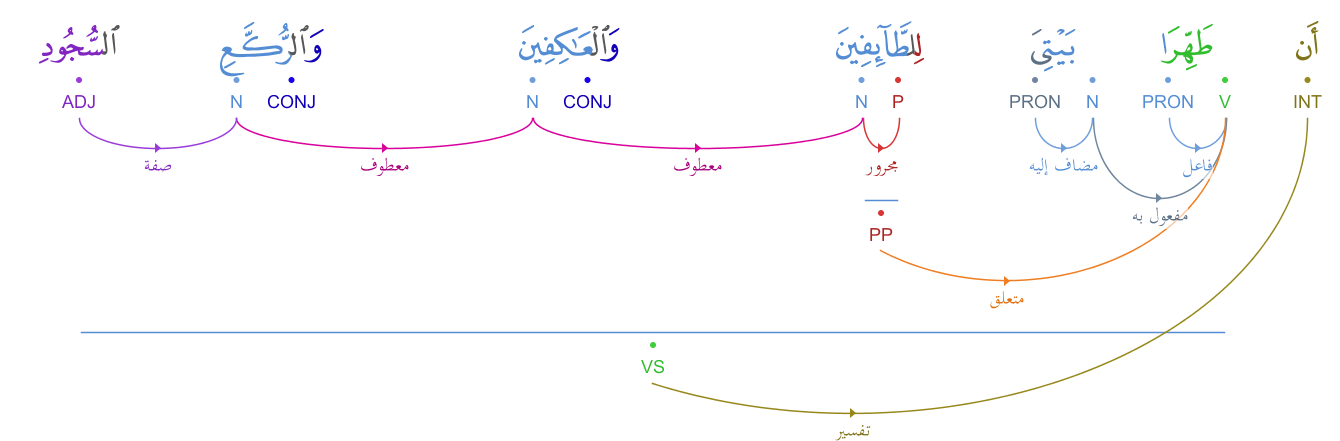 أَن طَهِّرَا بَيْتِىَ لِلطَّآئِفِينَ وَٱلْعَٰكِفِينَ وَٱلرُّكَّعِ ٱلسُّجُودِ
INT V PRON N PRON P N CONJ N CONJ N ADJ
فاعل مضاف إليه مجرور معطوف معطوف صفة
مفعول به
PP
متعلق
VS
تفسير